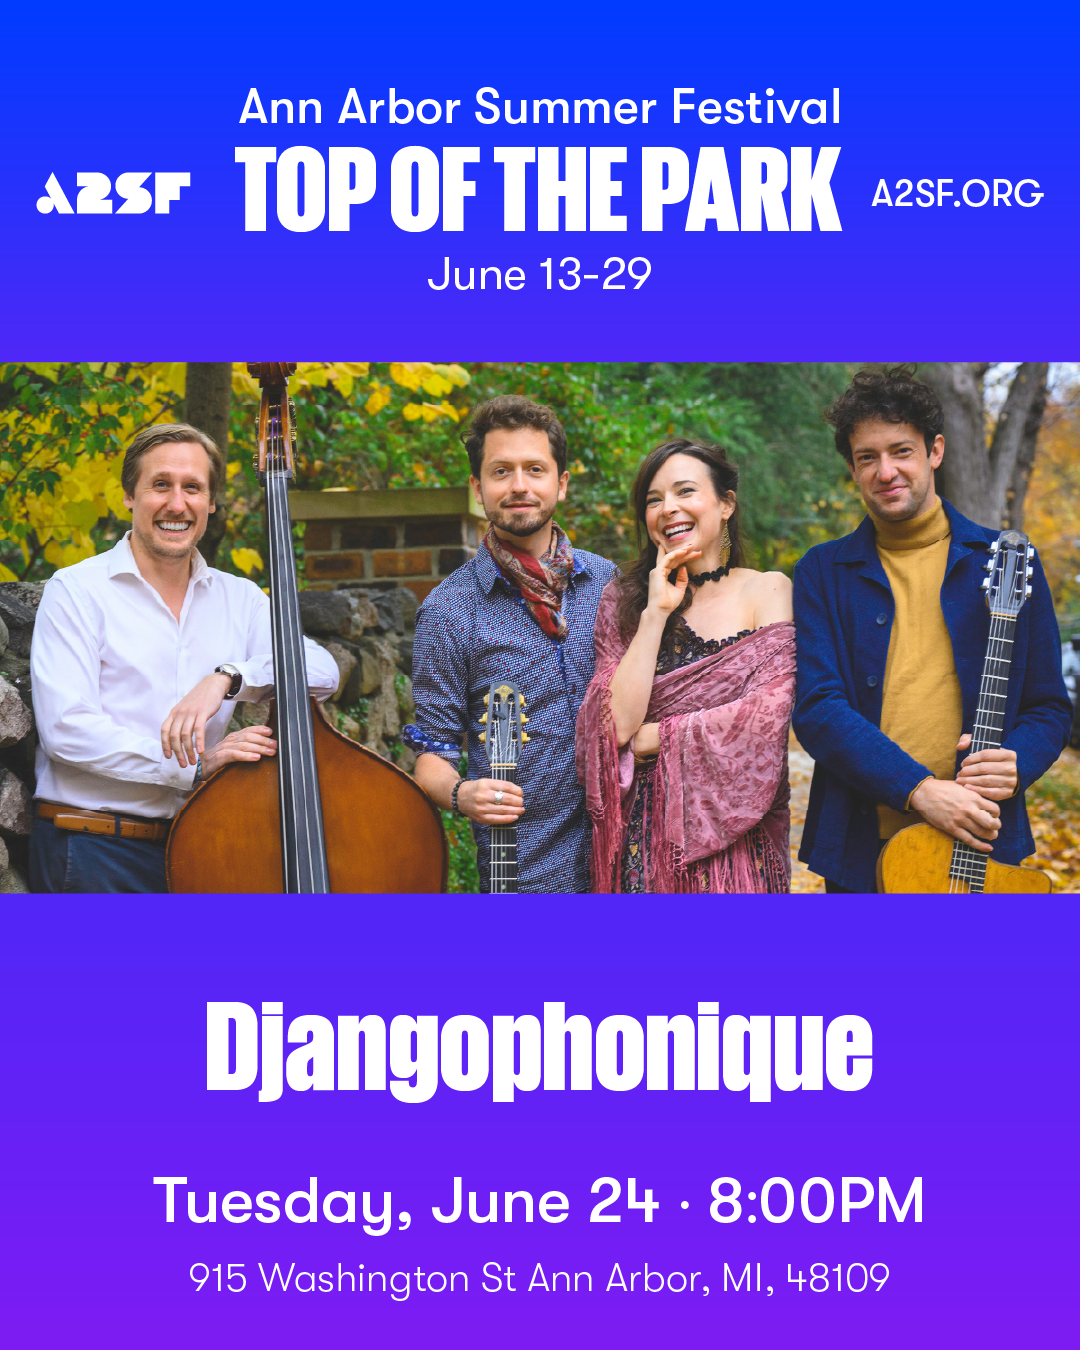 Ann Arbor Summer Festival
A2SF
TOP OF THE PARK
A2SF.ORG
June 13-29
Djangophonique
Tuesday, June 24 · 8:00PM
915 Washington St Ann Arbor, MI, 48109